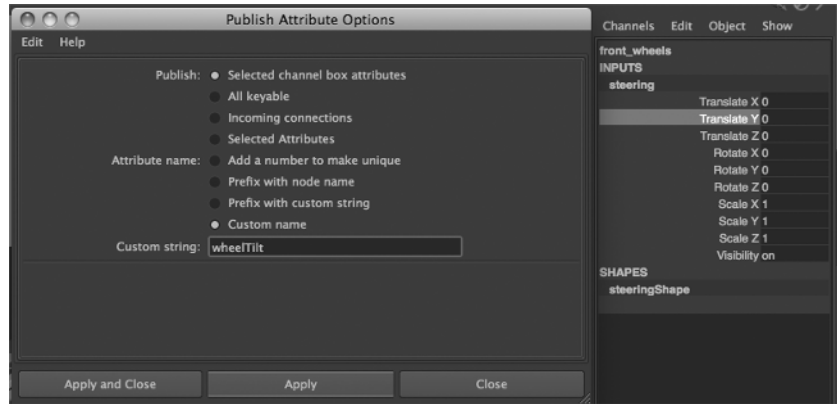 Publish Attribute Options
Edit Help
Publish: Selected channel box attributes
All keyable
Incoming connections
Selected Attributes
Attribute name: Add a number to make unique
Prefix with node name
Prefix with custom string
Custom name
Custom string: wheelTilt
Apply and Close Apply Close
Channels Edit Object Show
front_wheels
INPUTS
steering
Translate X 0
Translate Y 0
Translate Z 0
Rotate X 0
Rotate Y 0
Rotate Z 0
Scale X 1
Scale Y 1
Scale Z 1
Visibility on
SHAPES
steeringShape